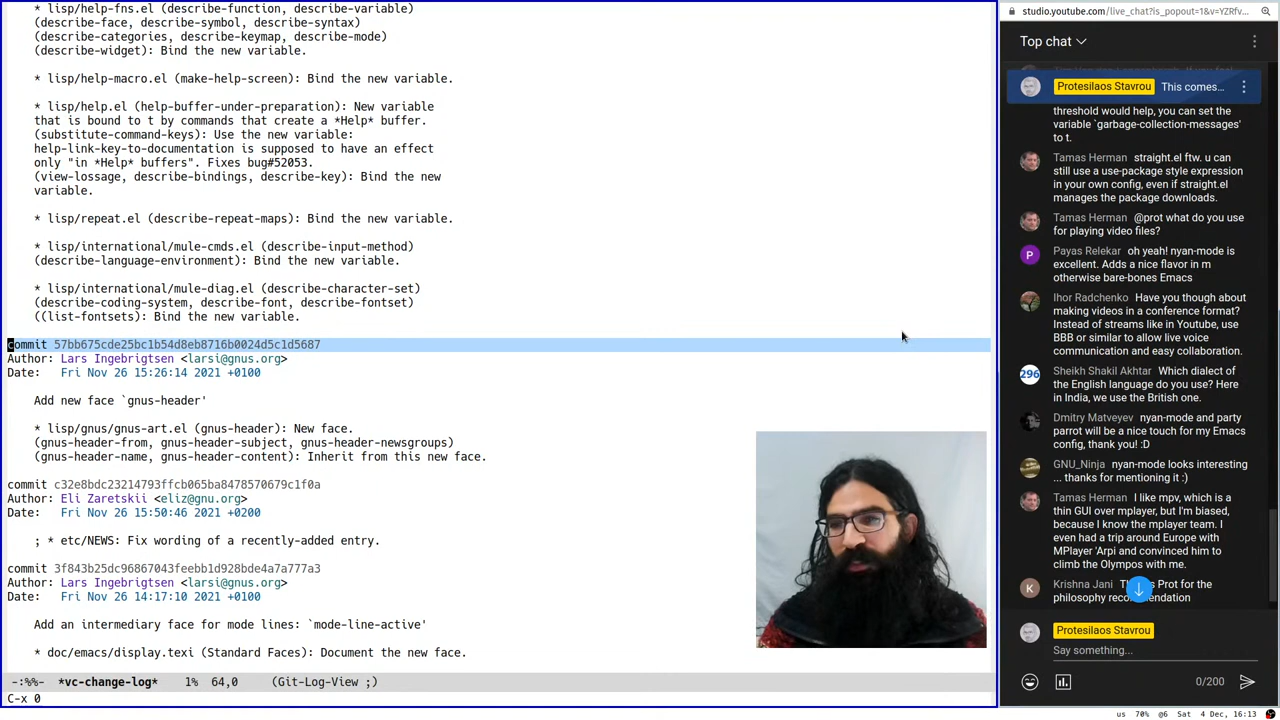 * lisp/help-fns.el (describe-function, describe-variable)
(describe-face, describe-symbol, describe-syntax)
(describe-categories, describe-keymap, describe-mode)
(describe-widget): Bind the new variable.
* lisp/help-macro.el (make-help-screen): Bind the new variable.
* lisp/help.el (help-buffer-under-preparation): New variable
that is bound to t by commands that create a *Help* buffer.
(substitute-command-keys): Use the new variable:
help-link-key-to-documentation is supposed to have an effect
only "in *Help* buffers". Fixes bug#52053.
(view-lossage, describe-bindings, describe-key): Bind the new
variable.
* lisp/repeat.el (describe-repeat-maps): Bind the new variable.
* lisp/international/mule-cmds.el (describe-input-method)
(describe-language-environment): Bind the new variable.
* lisp/international/mule-diag.el (describe-character-set)
(describe-coding-system, describe-font, describe-fontset)
((list-fontsets): Bind the new variable.
commit 57bb675cde25bc1b54d8eb8716b0024d5c1d5687
Author: Lars Ingebrigtsen <larsi@gnus.org>
Date:   Fri Nov 26 15:26:14 2021 +0100
Add new face `gnus-header'
* lisp/gnus/gnus-art.el (gnus-header): New face.
(gnus-header-from, gnus-header-subject, gnus-header-newsgroups)
(gnus-header-name, gnus-header-content): Inherit from this new face.
commit c32e8bdc23214793ffcb065ba8478570679c1f0a
Author: Eli Zaretskii <eliz@gnu.org>
Date:   Fri Nov 26 15:50:46 2021 +0200
; * etc/NEWS: Fix wording of a recently-added entry.
commit 3f843b25dc96867043feebb1d928bde4a7a777a3
Author: Lars Ingebrigtsen <larsi@gnus.org>
Date:   Fri Nov 26 14:17:10 2021 +0100
Add an intermediary face for mode lines: `mode-line-active'
* doc/emacs/display.texi (Standard Faces): Document the new face.
-:%%-  *vc-change-log*   1%  64,0   (Git-Log-View ;)
C-x 0
studio.youtube.com/live_chat?is_popout=1&v=YZRfv...
Top chat
Protesilaos Stavrou This comes...
threshold would help, you can set the
variable `garbage-collection-messages'
to t.
Tamas Herman straight.el ftw. u can
still use a use-package style expression
in your own config, even if straight.el
manages the package downloads.
Tamas Herman @prot what do you use
for playing video files?
Payas Relekar oh yeah! nyan-mode is
excellent. Adds a nice flavor in m
otherwise bare-bones Emacs
Ihor Radchenko Have you though about
making videos in a conference format?
Instead of streams like in Youtube, use
BBB or similar to allow live voice
communication and easy collaboration.
Sheikh Shakil Akhtar Which dialect of
the English language do you use? Here
in India, we use the British one.
Dmitry Matveyev nyan-mode and party
parrot will be a nice touch for my Emacs
config, thank you! :D
GNU_Ninja nyan-mode looks interesting
... thanks for mentioning it :)
Tamas Herman I like mpv, which is a
thin GUI over mplayer, but I'm biased,
because I know the mplayer team. I
even had a trip around Europe with
MPlayer 'Arpi and convinced him to
climb the Olympos with me.
Krishna Jani Prot for the
philosophy
Protesilaos Stavrou
Say something...
0/200
us 70% @6 Sat 4 Dec, 16:13